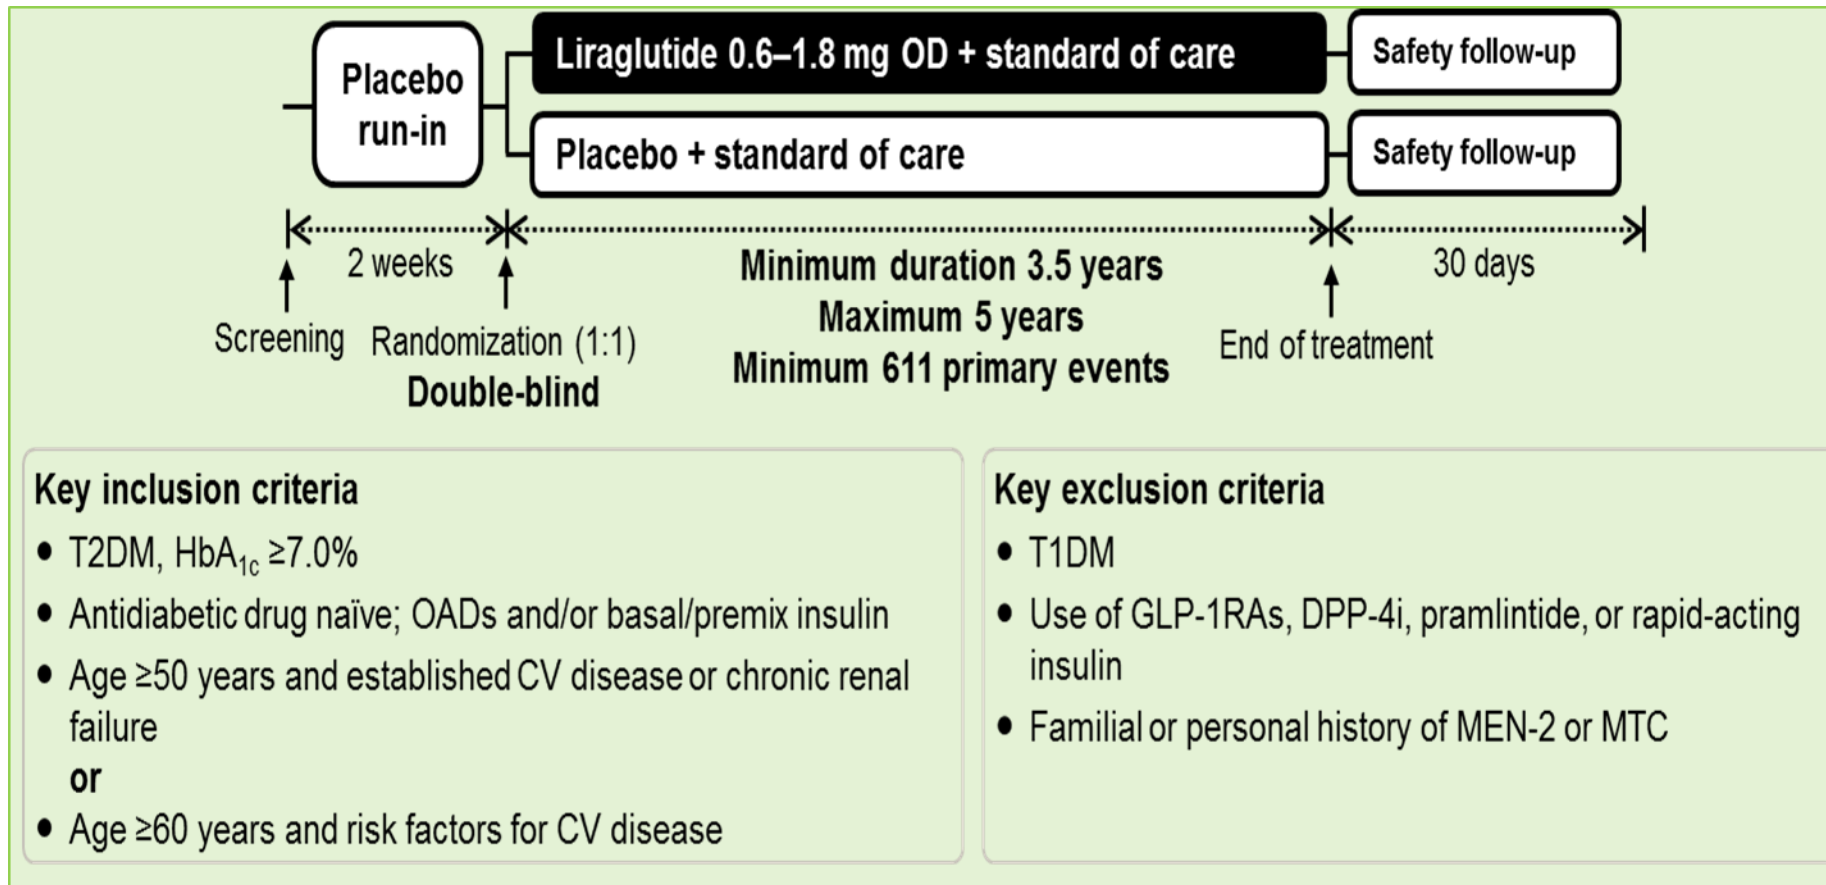 Placebo
run-in
Liraglutide 0.6–1.8 mg OD + standard of care
Safety follow-up
Placebo + standard of care
Safety follow-up
2 weeks
Minimum duration 3.5 years
Maximum 5 years
Minimum 611 primary events
30 days
Screening
Randomization (1:1)
Double-blind
End of treatment
Key inclusion criteria
• T2DM, HbA1c ≥7.0%
• Antidiabetic drug naïve; OADs and/or basal/premix insulin
• Age ≥50 years and established CV disease or chronic renal
failure
or
• Age ≥60 years and risk factors for CV disease
Key exclusion criteria
• T1DM
• Use of GLP-1RAs, DPP-4i, pramlintide, or rapid-acting
insulin
• Familial or personal history of MEN-2 or MTC